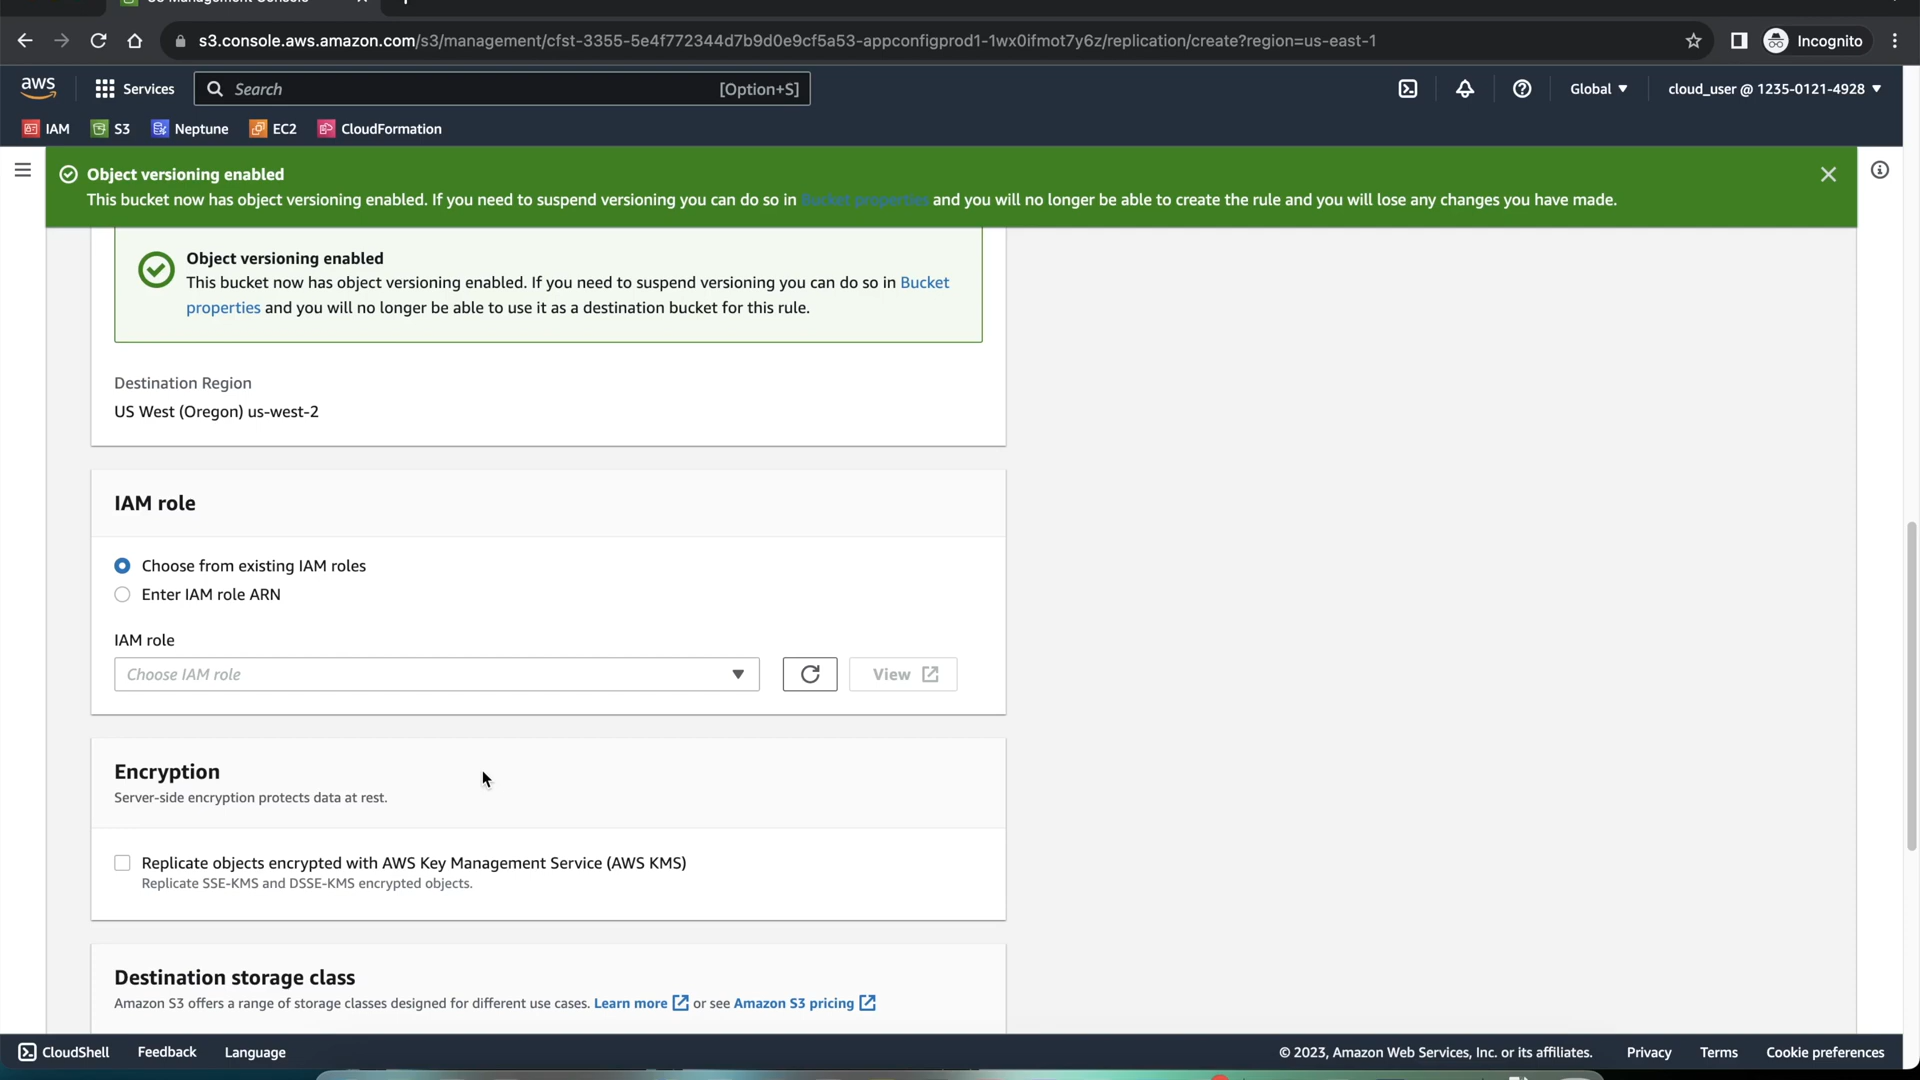 s3.console.aws.amazon.com/s3/management/cfst-3355-5e4f772344d7b9d0e9cf5a53-appconfigprod1-1wx0ifmot7y6z/replication/create?region=us-east-1
Incognito
aws
Services
Search
[Option+S]
Global
cloud_user @ 1235-0121-4928
IAM
S3
Neptune
EC2
CloudFormation
Object versioning enabled
This bucket now has object versioning enabled. If you need to suspend versioning you can do so in Bucket properties and you will no longer be able to create the rule and you will lose any changes you have made.
Object versioning enabled
This bucket now has object versioning enabled. If you need to suspend versioning you can do so in Bucket
properties and you will no longer be able to use it as a destination bucket for this rule.
Destination Region
US West (Oregon) us-west-2
IAM role
Choose from existing IAM roles
Enter IAM role ARN
IAM role
Choose IAM role
View
Encryption
Server-side encryption protects data at rest.
Replicate objects encrypted with AWS Key Management Service (AWS KMS)
Replicate SSE-KMS and DSSE-KMS encrypted objects.
Destination storage class
Amazon S3 offers a range of storage classes designed for different use cases. Learn more or see Amazon S3 pricing
CloudShell
Feedback
Language
© 2023, Amazon Web Services, Inc. or its affiliates.
Privacy
Terms
Cookie preferences